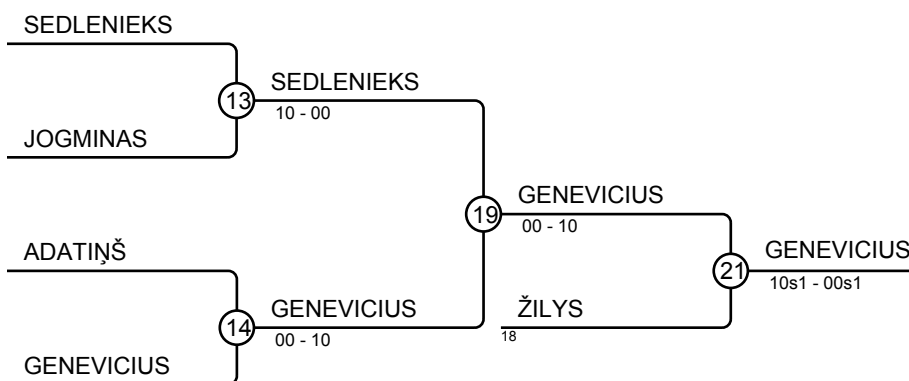 SEDLENIEKS
13
SEDLENIEKS
10 - 00
JOGMINAS
19
GENEVICIUS
00 - 10
ADATIŅŠ
21
GENEVICIUS
10s1 - 00s1
14
GENEVICIUS
00 - 10
ŽILYS
18
GENEVICIUS